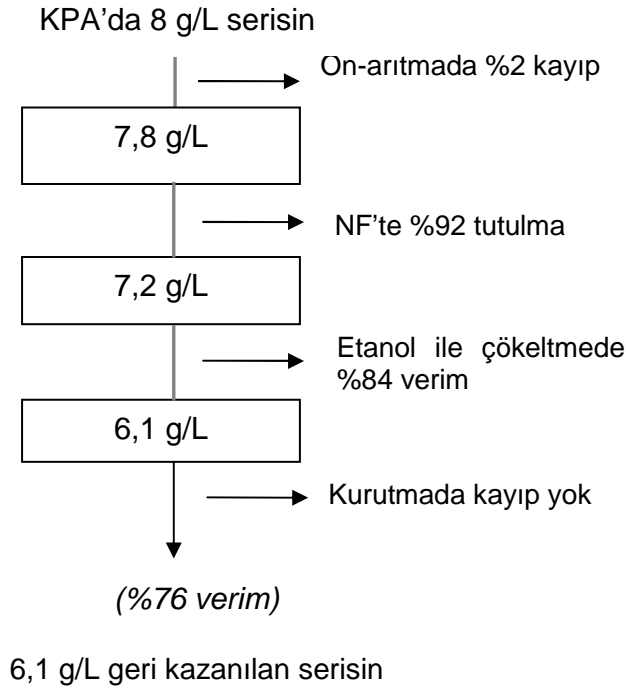 KPA’da 8 g/L serisin
On-arıtmada %2 kayıp
7,8 g/L
NF’te %92 tutulma
7,2 g/L
Etanol ile çökeltmede
%84 verim
6,1 g/L
Kurutmada kayıp yok
(%76 verim)
6,1 g/L geri kazanılan serisin